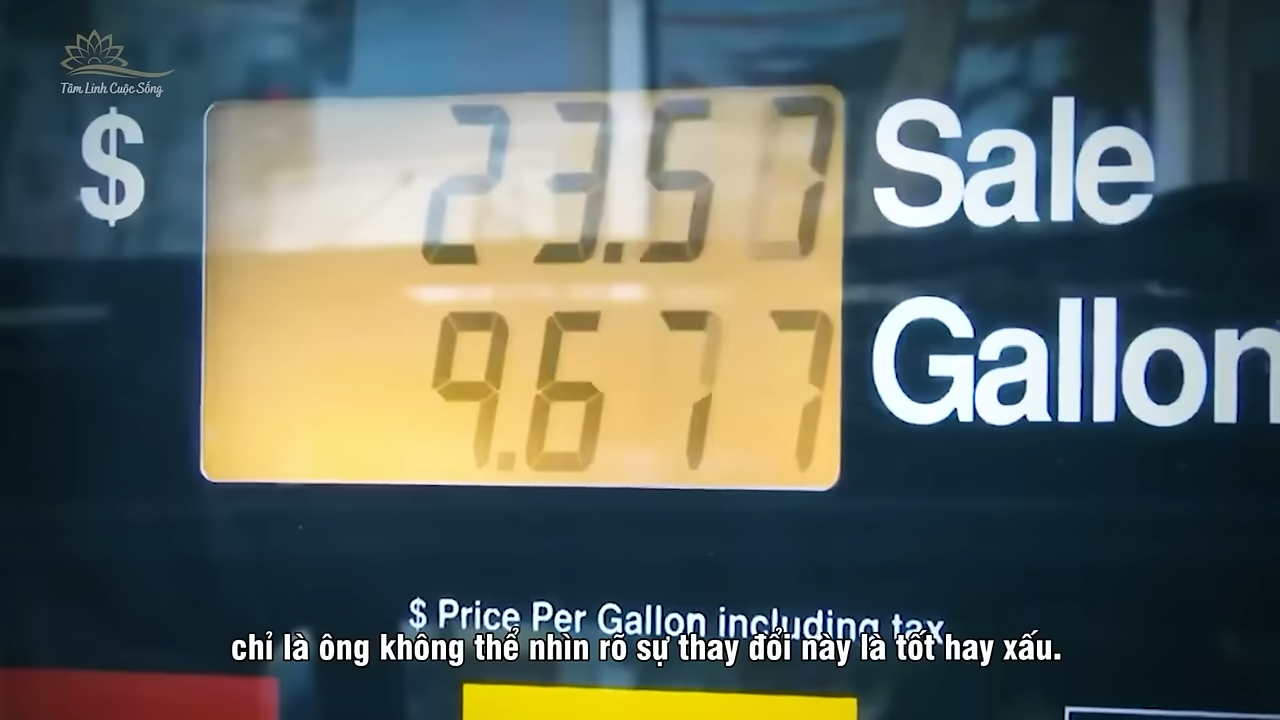 Tâm Linh Cuộc Sống
$ 23.57 Sale
9.677 Gallon
$ Price Per Gallon including tax
chỉ là ông không thể nhìn rõ sự thay đổi này là tốt hay xấu.